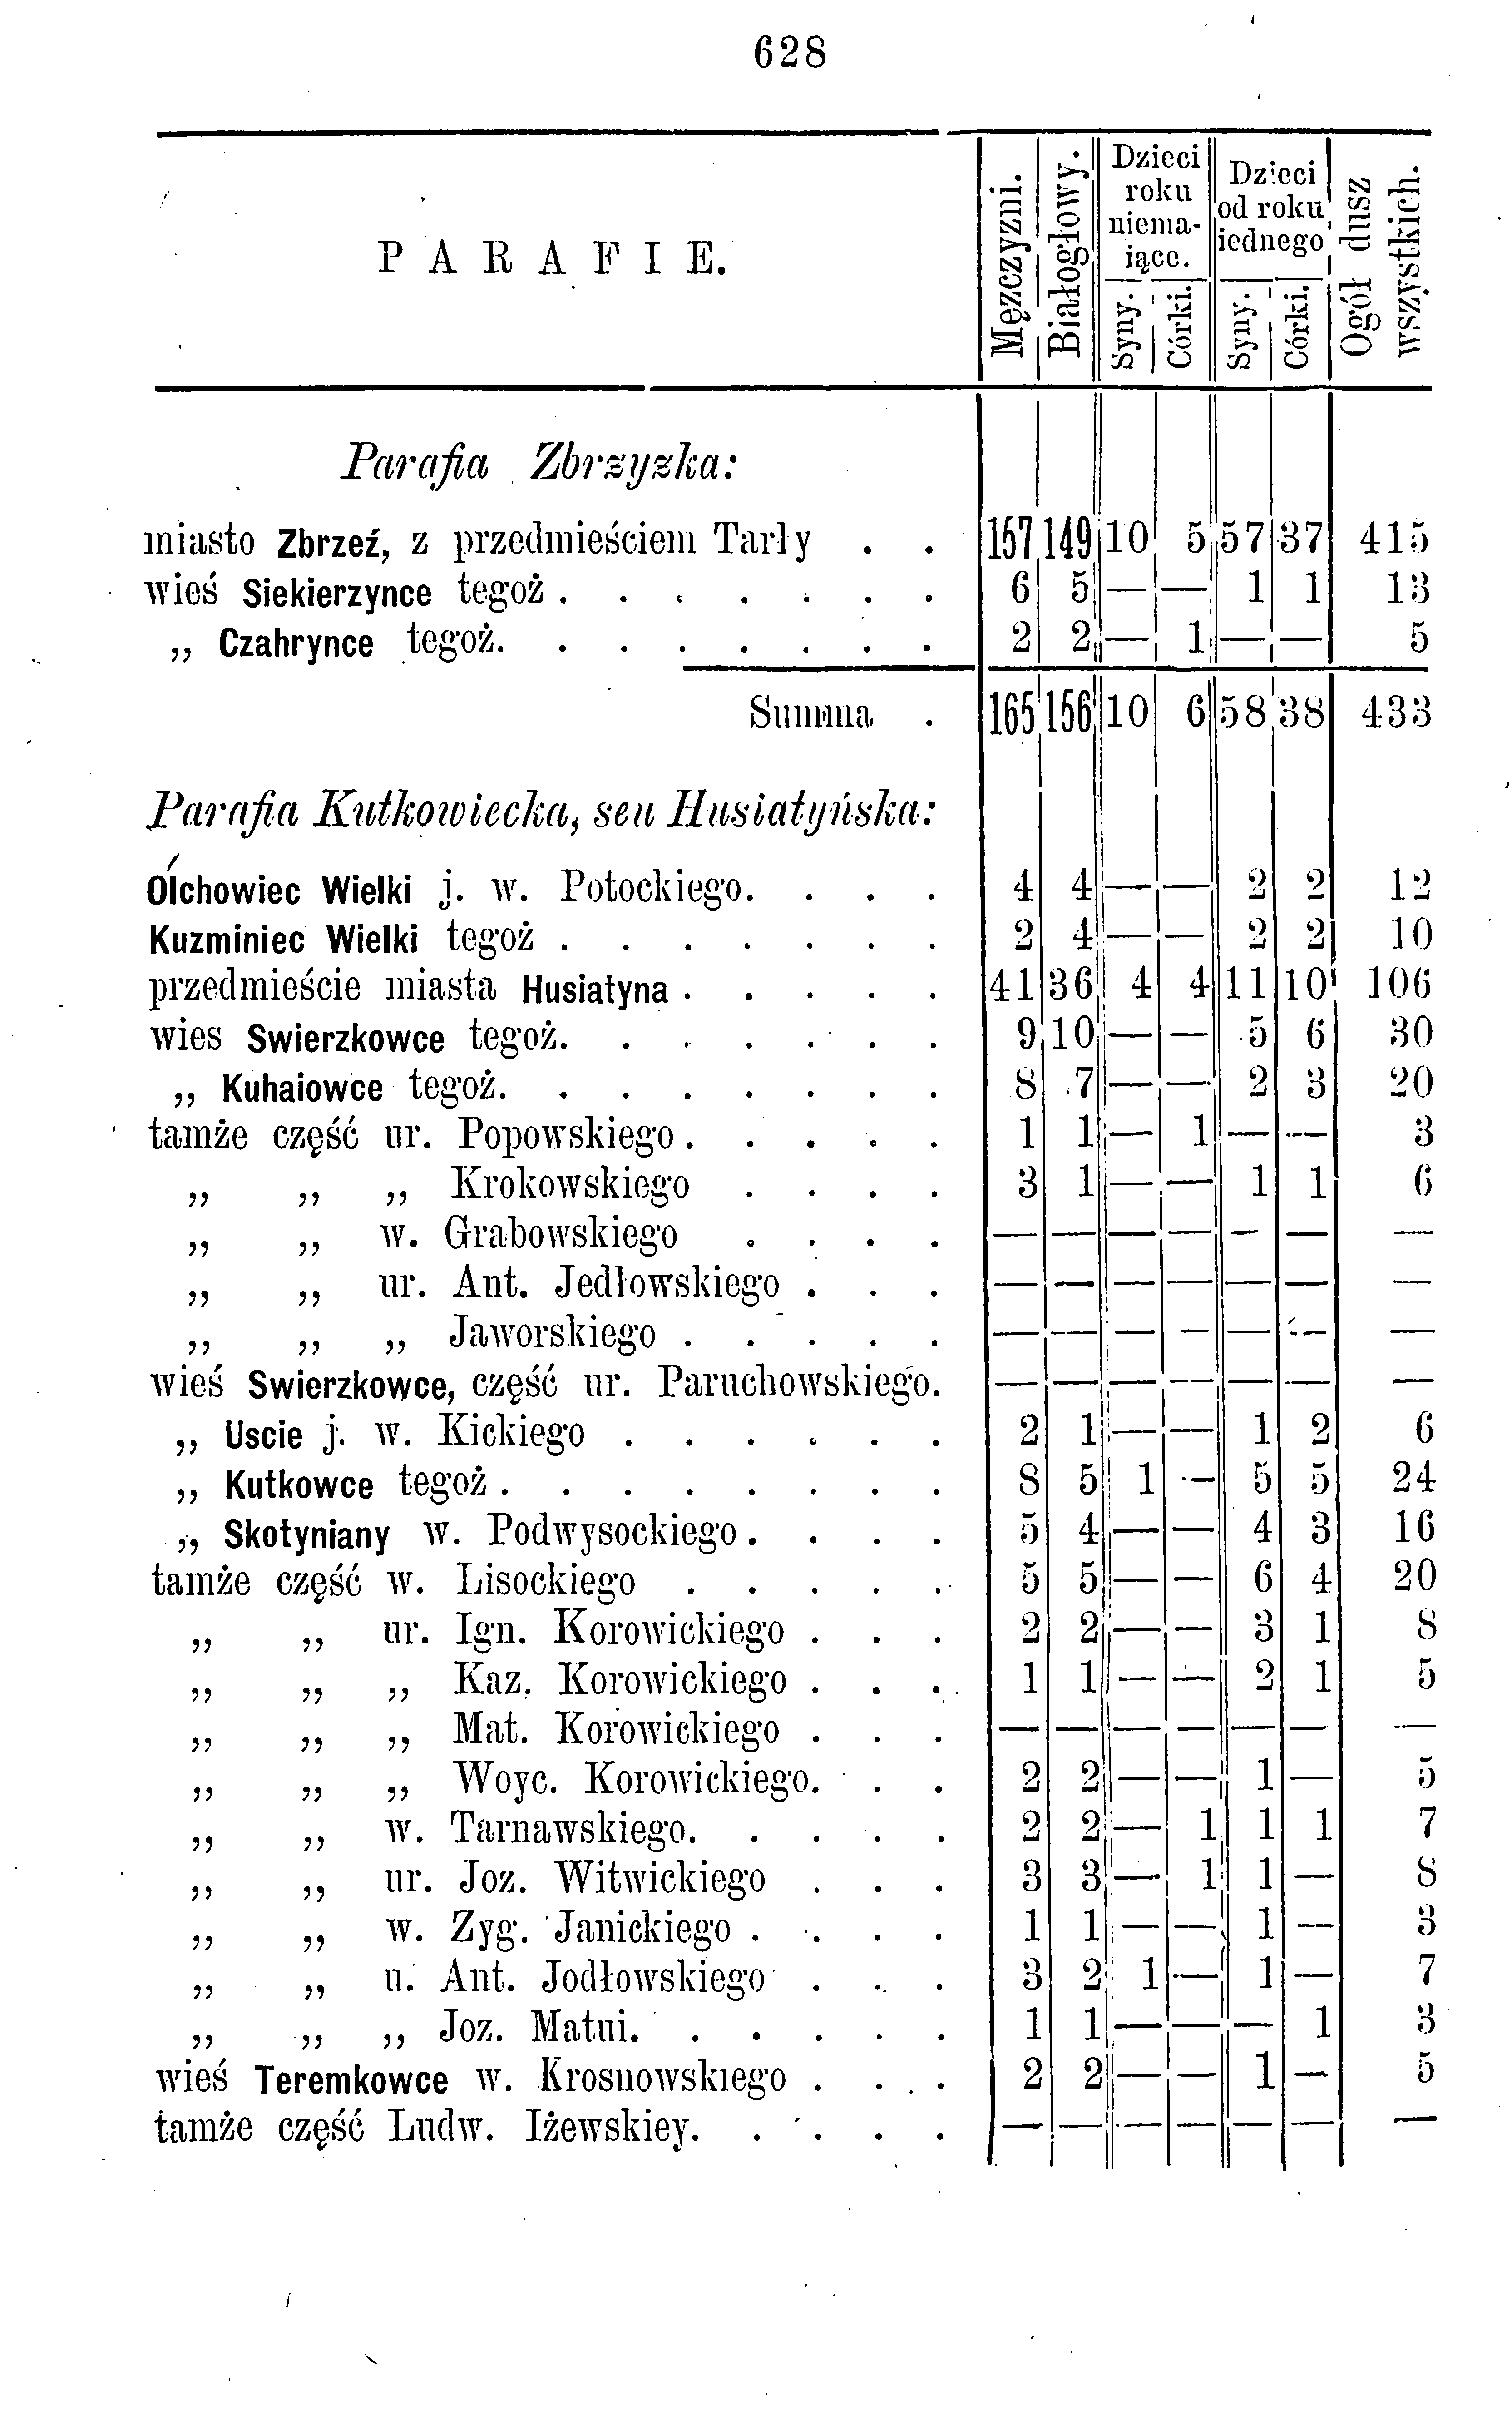 628
PARAFIE. Mężczyzni. Białogłowy. Dzieci roku niemaiące. Syny. Córki. Dzieci od roku iednego Syny. Córki. Ogół dusz wszystkich.
Parafia Zbrzyzka:
miasto Zbrzeź, z przedmieściem Tarły . . 157 149 10 5 57 37 415
wieś Siekierzynce tegoż . . . . . . . 6 5 — — 1 1 13
„ Czahrynce tegoż. . . . . . . . 2 2 — 1 — — 5
Summa . 165 156 10 6 58 38 433
Parafia Kutkowiecka, seu Husiatyńska:
Olchowiec Wielki j. w. Potockiego. . . . 4 4 — — 2 2 12
Kuzminiec Wielki tegoż . . . . . . . 2 4 — — 2 2 10
przedmieście miasta Husiatyna . . . . . 41 36 4 4 11 10 106
wies Swierzkowce tegoż. . . . . . . 9 10 — — 5 6 30
„ Kuhaiowce tegoż. . . . . . . . 8 7 — — 2 3 20
tamże część ur. Popowskiego . . . . . 1 1 — 1 — — 3
„ „ „ Krokowskiego . . . . 3 1 — — 1 1 6
„ „ w. Grabowskiego . . . . — — — — — — —
„ „ ur. Ant. Jedłowskiego . . . — — — — — — —
„ „ „ Jaworskiego . . . . . — — — — — — —
wieś Swierzkowce, część ur. Paruchowskiego. — — — — — — —
„ Uscie j. w. Kickiego . . . . . . 2 1 — — 1 2 6
„ Kutkowce tegoż . . . . . . . . 8 5 1 — 5 5 24
„ Skotyniany w. Podwysockiego . . . . 5 4 — — 4 3 16
tamże część w. Lisockiego . . . . . 5 5 — — 6 4 20
„ „ ur. Ign. Korowickiego . . . 2 2 — — 3 1 8
„ „ „ Kaz. Korowickiego . . . 1 1 — — 2 1 5
„ „ „ Mat. Korowickiego . . . — — — — — — —
„ „ „ Woyc. Korowickiego. . . 2 2 — — 1 — 5
„ „ w. Tarnawskiego. . . . . 2 2 — 1 1 1 7
„ „ ur. Joz. Witwickiego . . . 3 3 — 1 1 — 8
„ „ w. Zyg. Janickiego . . . . 1 1 — — 1 — 3
„ „ u. Ant. Jodłowskiego . . . 3 2 1 — 1 — 7
„ „ „ Joz. Matni. . . . . . 1 1 — — — 1 3
wieś Teremkowce w. Krosnowskiego . . . 2 2 — — 1 — 5
tamże część Ludw. Iżewskiey. . . . . — — — — — — —